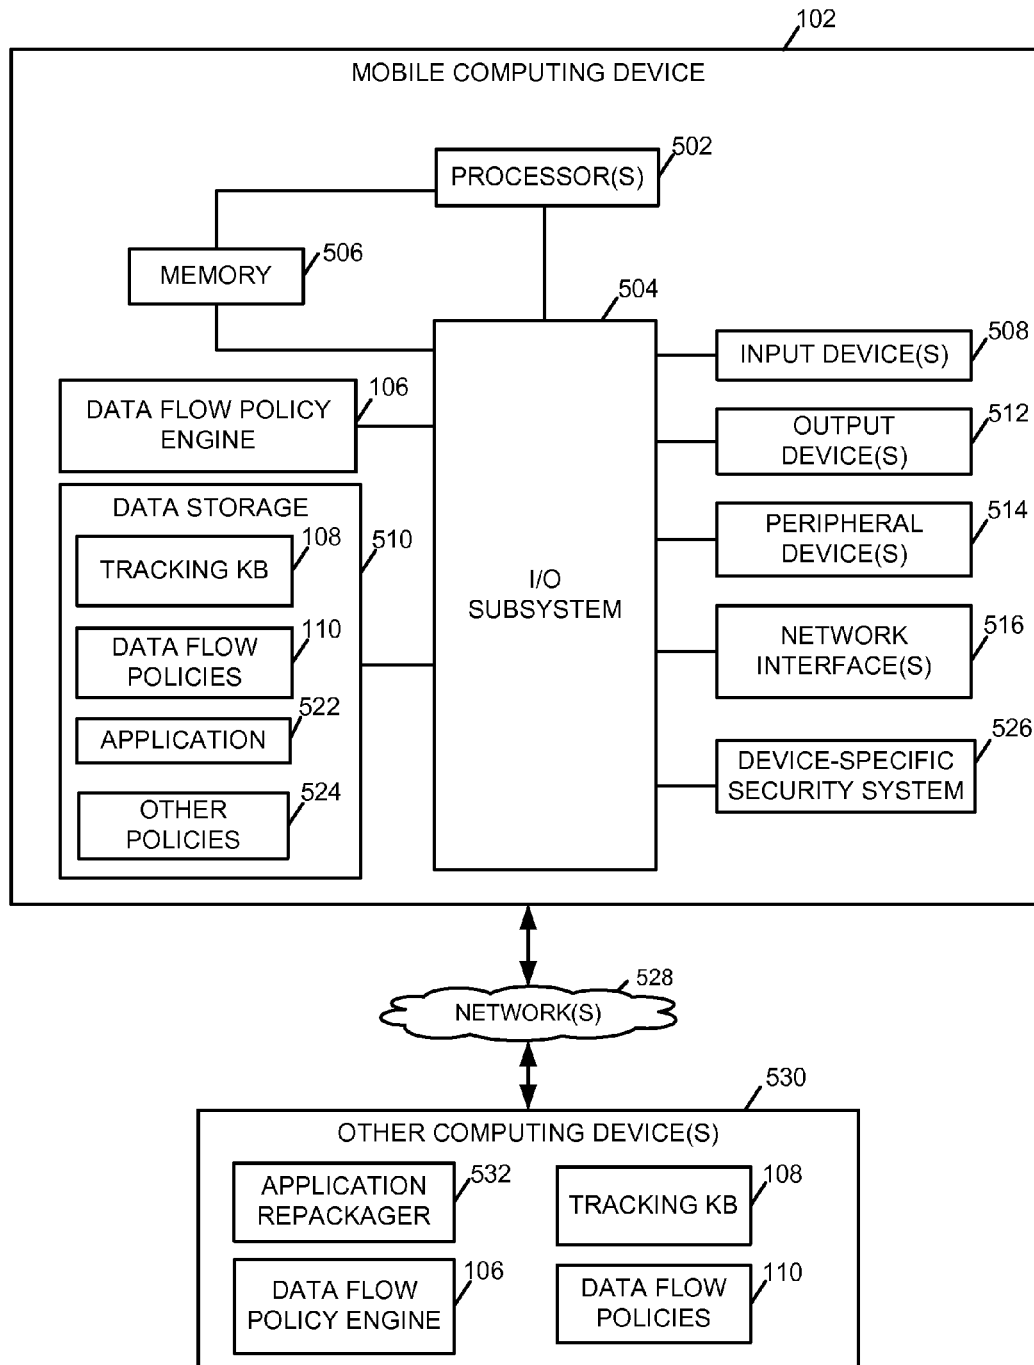 102
MOBILE COMPUTING DEVICE
502
PROCESSOR(S)
506
MEMORY
504
I/O
SUBSYSTEM
508
INPUT DEVICE(S)
106
DATA FLOW POLICY
ENGINE
512
OUTPUT
DEVICE(S)
DATA STORAGE
510
108
TRACKING KB
514
PERIPHERAL
DEVICE(S)
110
DATA FLOW
POLICIES
516
NETWORK
INTERFACE(S)
522
APPLICATION
526
DEVICE-SPECIFIC
SECURITY SYSTEM
524
OTHER
POLICIES
528
NETWORK(S)
530
OTHER COMPUTING DEVICE(S)
532
APPLICATION
REPACKAGER
108
TRACKING KB
106
DATA FLOW
POLICY ENGINE
110
DATA FLOW
POLICIES